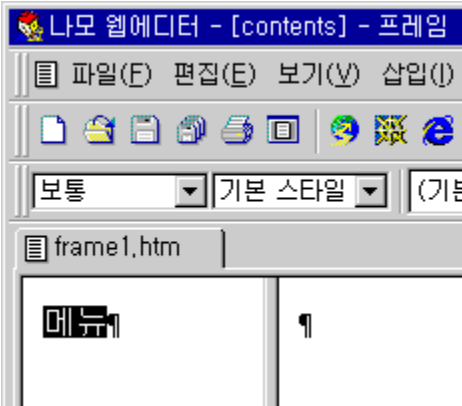 나모 웹에디터 - [contents] - 프레임
파일(F) 편집(E) 보기(V) 삽입(I)
보통 기본 스타일 (기본
frame1.htm
메뉴¶ ¶